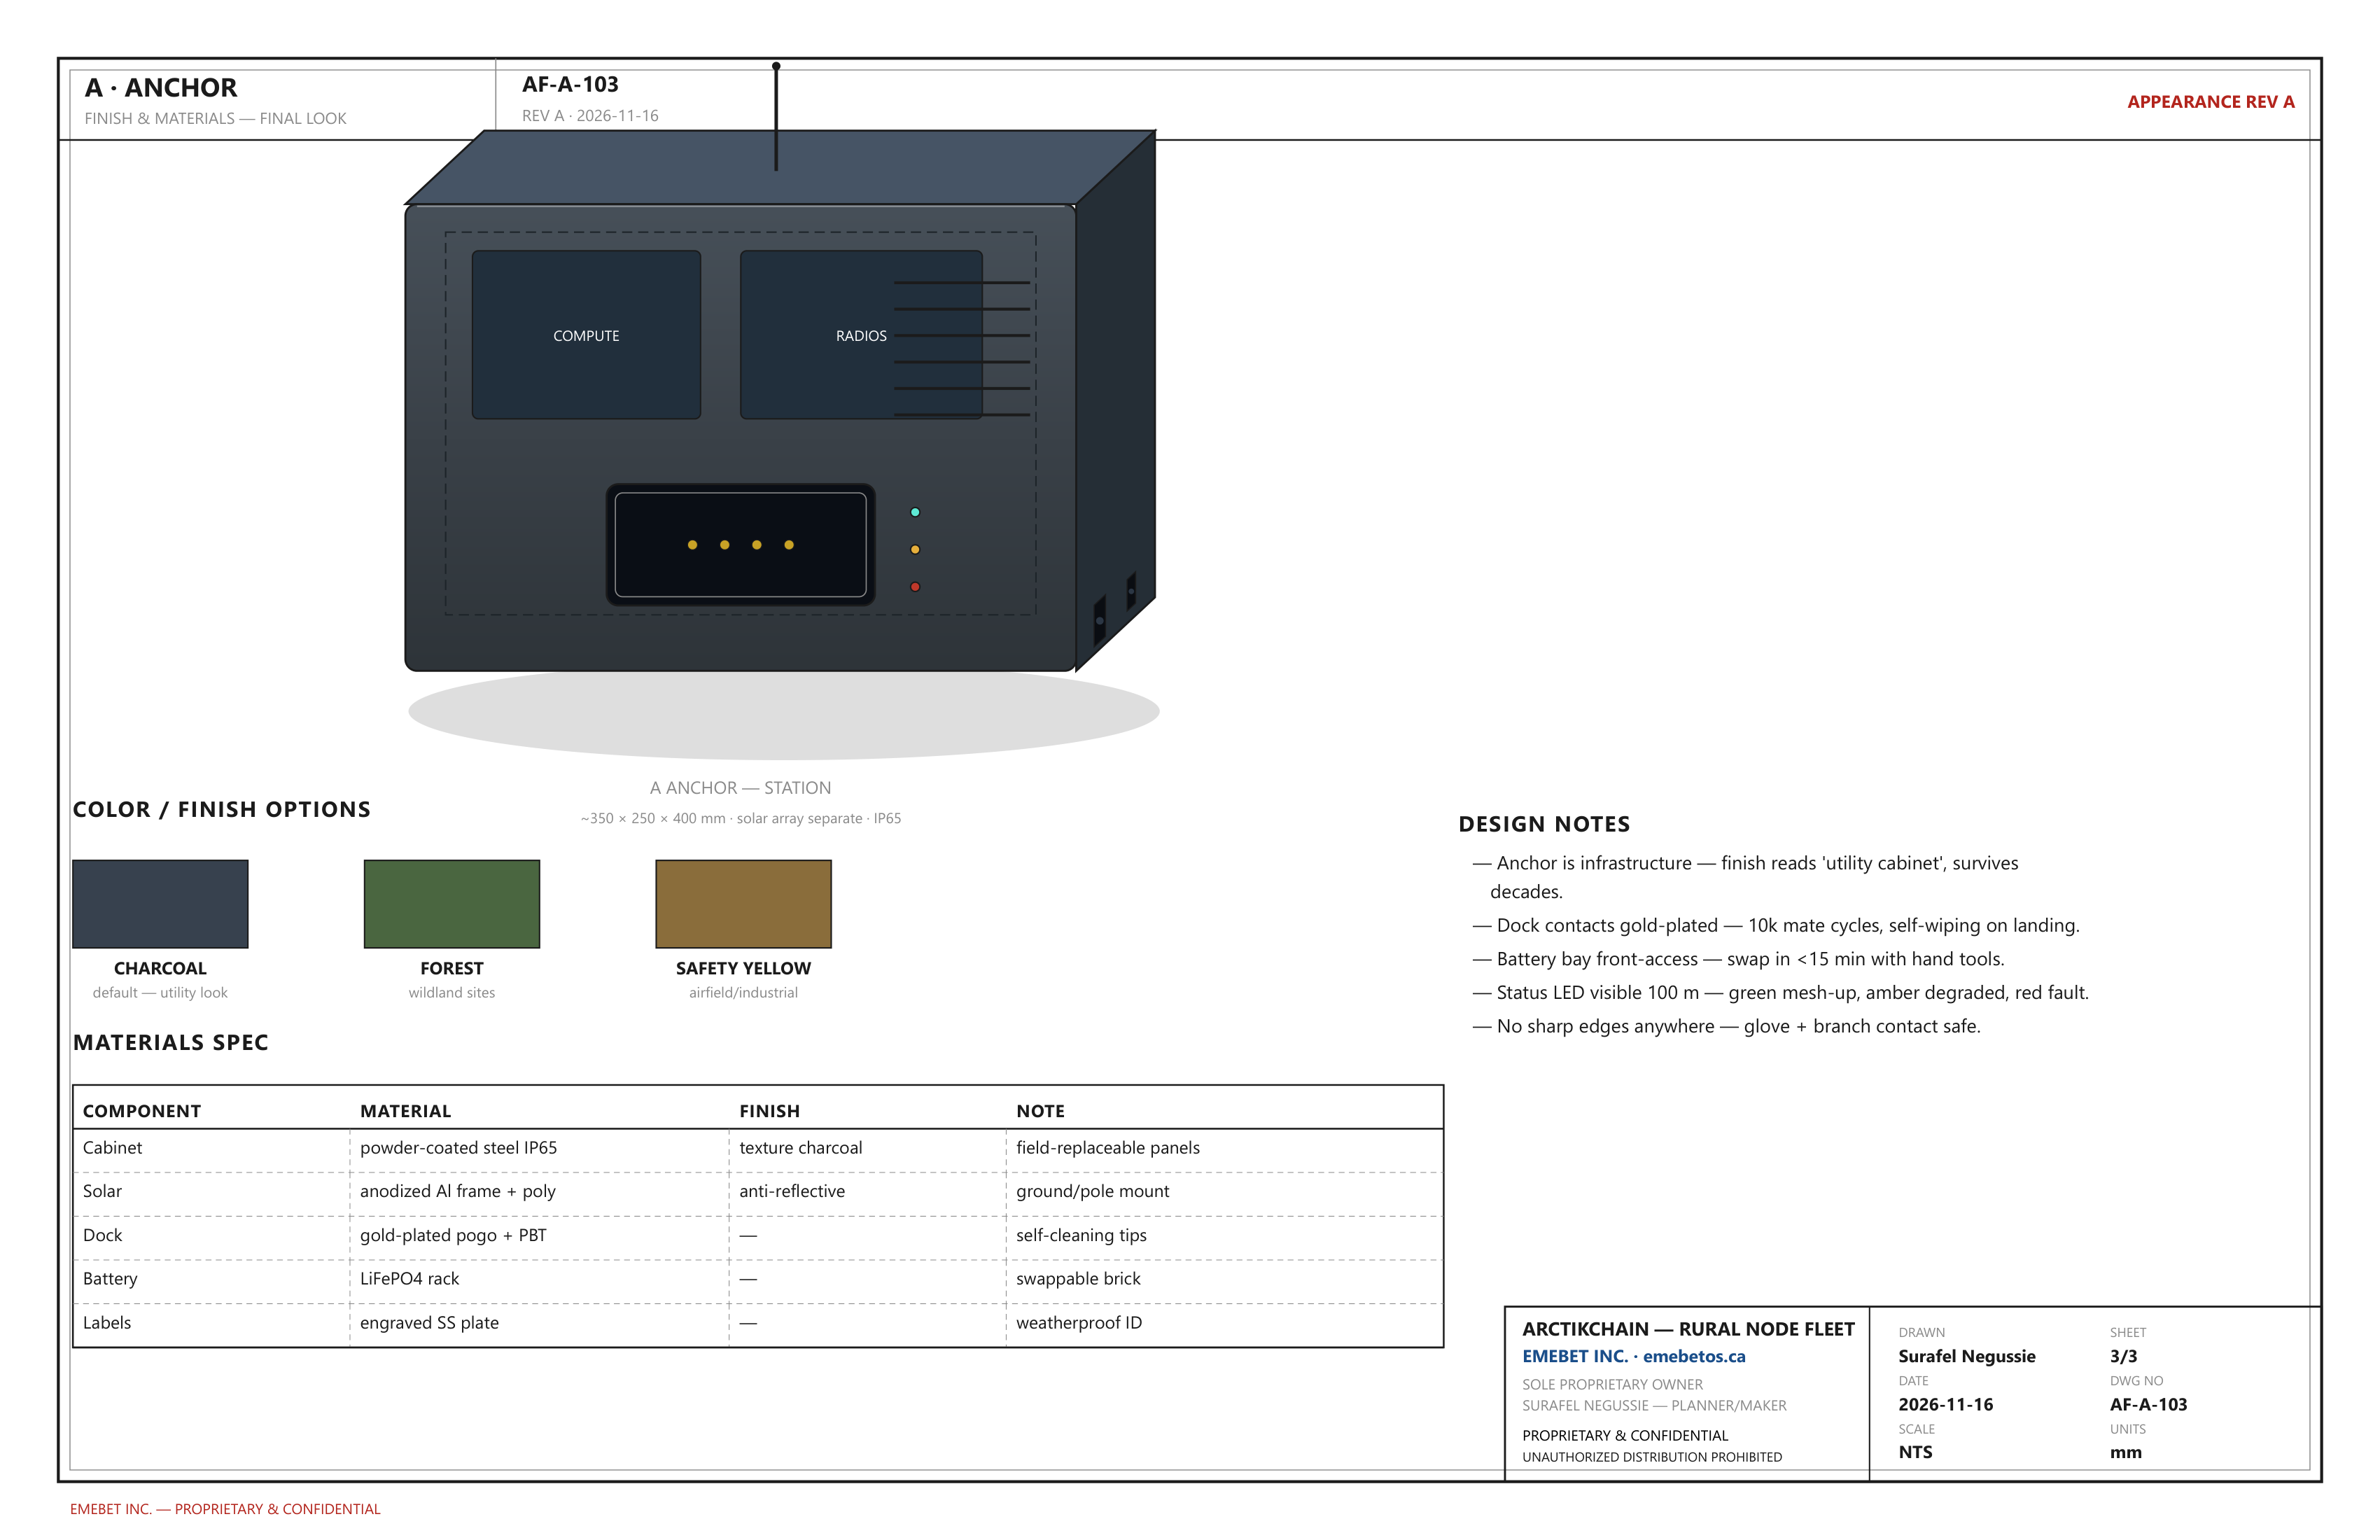 A · ANCHOR
FINISH & MATERIALS — FINAL LOOK
AF-A-103
REV A · 2026-11-16
APPEARANCE REV A
COMPUTE
RADIOS
A ANCHOR — STATION
~350 × 250 × 400 mm · solar array separate · IP65
COLOR / FINISH OPTIONS
CHARCOAL
default — utility look
FOREST
wildland sites
SAFETY YELLOW
airfield/industrial
DESIGN NOTES
— Anchor is infrastructure — finish reads 'utility cabinet', survives
decades.
— Dock contacts gold-plated — 10k mate cycles, self-wiping on landing.
— Battery bay front-access — swap in <15 min with hand tools.
— Status LED visible 100 m — green mesh-up, amber degraded, red fault.
— No sharp edges anywhere — glove + branch contact safe.
MATERIALS SPEC
COMPONENT MATERIAL FINISH NOTE
Cabinet powder-coated steel IP65 texture charcoal field-replaceable panels
Solar anodized Al frame + poly anti-reflective ground/pole mount
Dock gold-plated pogo + PBT — self-cleaning tips
Battery LiFePO4 rack — swappable brick
Labels engraved SS plate — weatherproof ID
ARCTIKCHAIN — RURAL NODE FLEET
EMEBET INC. · emebetos.ca
SOLE PROPRIETARY OWNER
SURAFEL NEGUSSIE — PLANNER/MAKER
PROPRIETARY & CONFIDENTIAL
UNAUTHORIZED DISTRIBUTION PROHIBITED
DRAWN SHEET
Surafel Negussie 3/3
DATE DWG NO
2026-11-16 AF-A-103
SCALE UNITS
NTS mm
EMEBET INC. — PROPRIETARY & CONFIDENTIAL